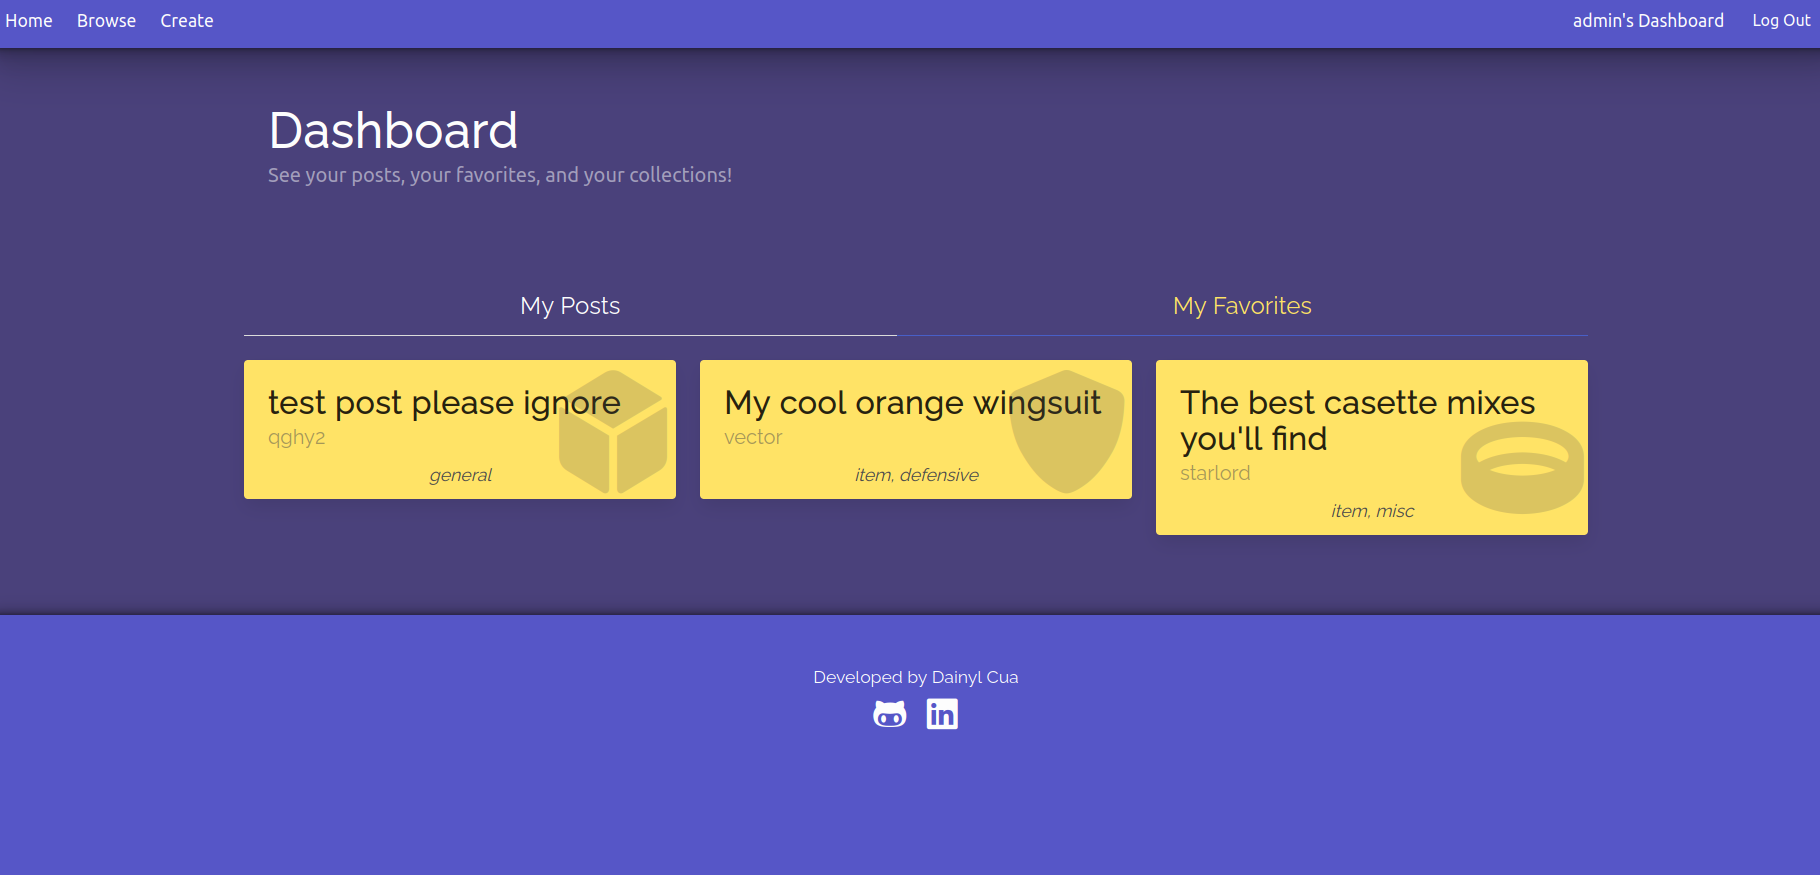 Home Browse Create admin's Dashboard Log Out
Dashboard
See your posts, your favorites, and your collections!
My Posts My Favorites
test post please ignore
qghy2
general
My cool orange wingsuit
vector
item, defensive
The best casette mixes
you'll find
starlord
item, misc
Developed by Dainyl Cua
in